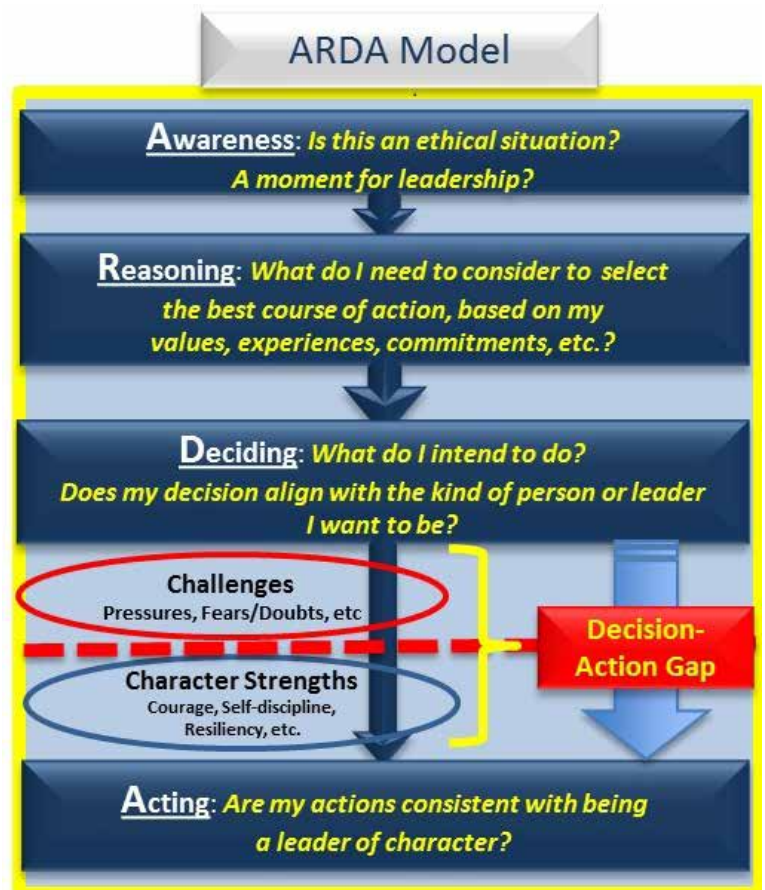 ARDA Model
Awareness: Is this an ethical situation?
A moment for leadership?
Reasoning: What do I need to consider to select
the best course of action, based on my
values, experiences, commitments, etc.?
Deciding: What do I intend to do?
Does my decision align with the kind of person or leader
I want to be?
Challenges
Pressures, Fears/Doubts, etc
Decision-
Action Gap
Character Strengths
Courage, Self-discipline,
Resiliency, etc.
Acting: Are my actions consistent with being
a leader of character?